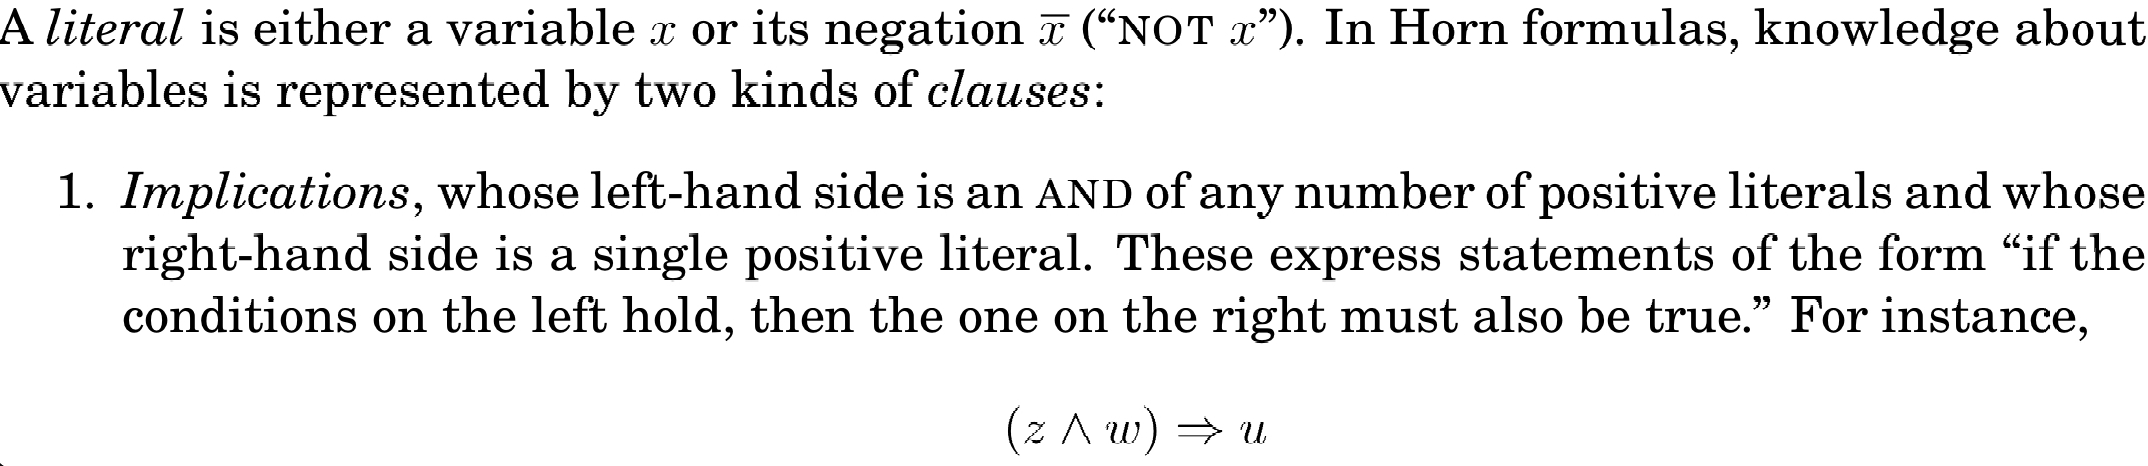 A literal is either a variable x or its negation x̅ (“NOT x”). In Horn formulas, knowledge about
variables is represented by two kinds of clauses:
1. Implications, whose left-hand side is an AND of any number of positive literals and whose
right-hand side is a single positive literal. These express statements of the form “if the
conditions on the left hold, then the one on the right must also be true.” For instance,
(z ∧ w) ⇒ u